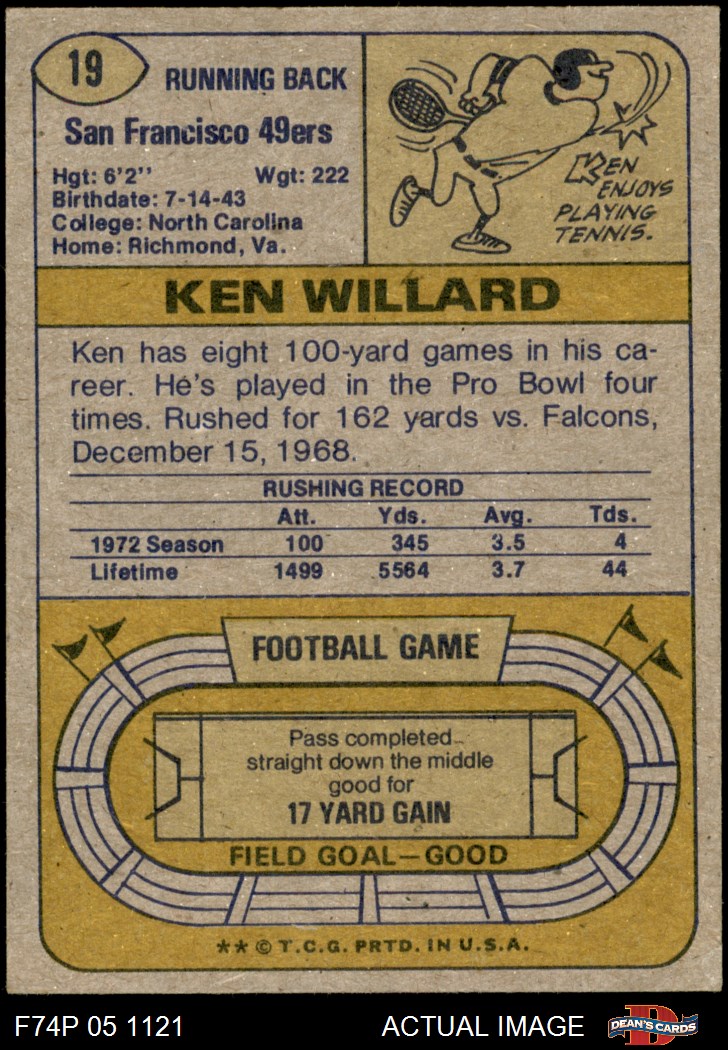 19
RUNNING BACK
San Francisco 49ers
Hgt: 6'2'' Wgt: 222
Birthdate: 7-14-43
College: North Carolina
Home: Richmond, Va.
KEN
ENJOYS
PLAYING
TENNIS.
KEN WILLARD
Ken has eight 100-yard games in his ca-
reer. He's played in the Pro Bowl four
times. Rushed for 162 yards vs. Falcons,
December 15, 1968.
RUSHING RECORD
Att. Yds. Avg. Tds.
1972 Season 100 345 3.5 4
Lifetime 1499 5564 3.7 44
FOOTBALL GAME
Pass completed
straight down the middle
good for
17 YARD GAIN
FIELD GOAL—GOOD
** © T.C.G. PRTD. IN U.S.A.
F74P 05 1121 ACTUAL IMAGE DEAN'S CARDS